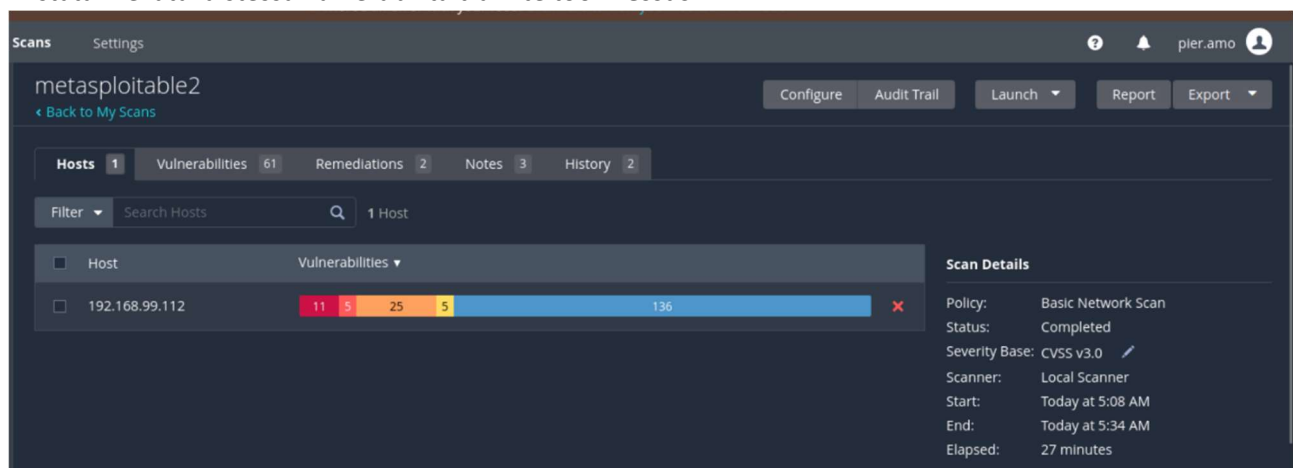 Scans Settings pier.amo
metasploitable2
Configure Audit Trail Launch Report Export
Back to My Scans
Hosts 1 Vulnerabilities 61 Remediations 2 Notes 3 History 2
Filter Search Hosts 1 Host
Host Vulnerabilities
192.168.99.112 11 5 25 5 136
Scan Details
Policy: Basic Network Scan
Status: Completed
Severity Base: CVSS v3.0
Scanner: Local Scanner
Start: Today at 5:08 AM
End: Today at 5:34 AM
Elapsed: 27 minutes